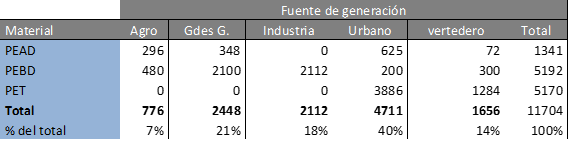 Fuente de generación
Material Agro Gdes G. Industria Urbano vertedero Total
PEAD 296 348 0 625 72 1341
PEBD 480 2100 2112 200 300 5192
PET 0 0 0 3886 1284 5170
Total 776 2448 2112 4711 1656 11704
% del total 7% 21% 18% 40% 14% 100%